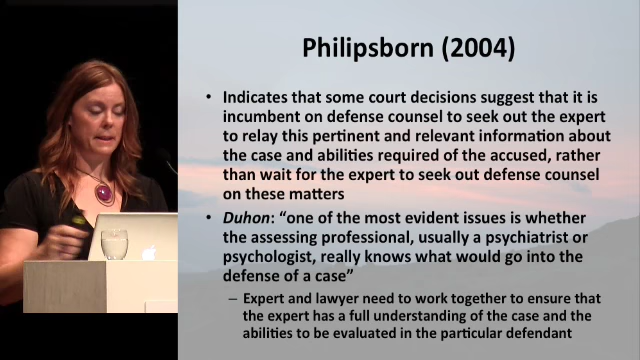 Philipsborn (2004)
• Indicates that some court decisions suggest that it is
incumbent on defense counsel to seek out the expert
to relay this pertinent and relevant information about
the case and abilities required of the accused, rather
than wait for the expert to seek out defense counsel
on these matters
• Duhon: “one of the most evident issues is whether
the assessing professional, usually a psychiatrist or
psychologist, really knows what would go into the
defense of a case”
– Expert and lawyer need to work together to ensure that
the expert has a full understanding of the case and the
abilities to be evaluated in the particular defendant